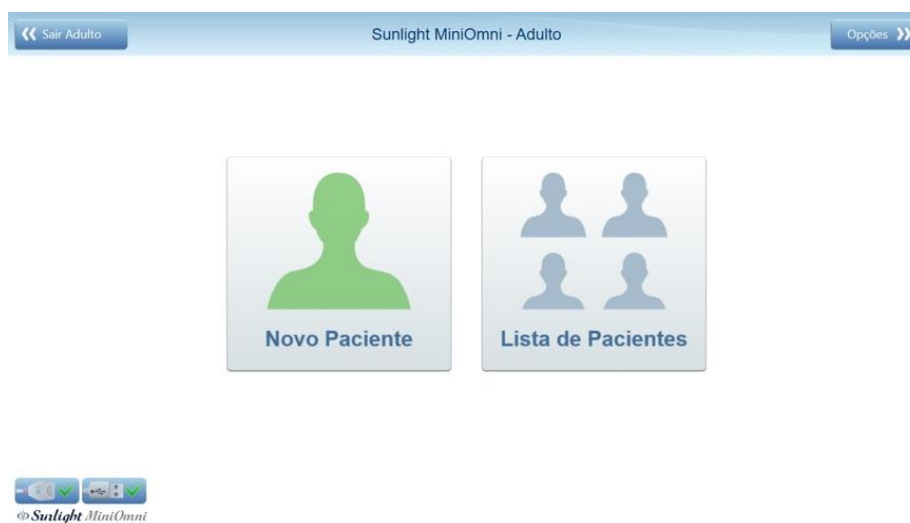 Sair Adulto
Sunlight MiniOmni - Adulto
Opções
Novo Paciente
Lista de Pacientes
Sunlight MiniOmni